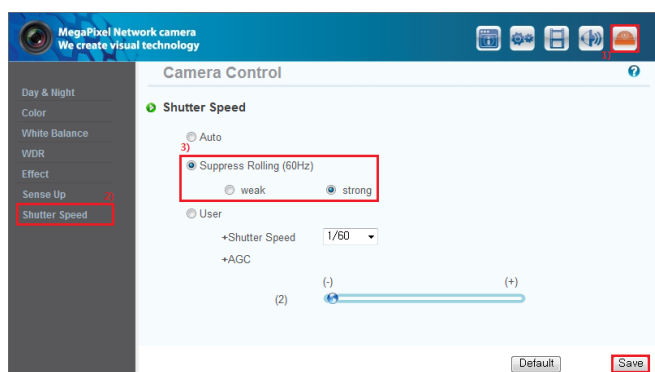 MegaPixel Network camera
We create visual technology
1)
Camera Control
Day & Night
Color
White Balance
WDR
Effect
Sense Up 2)
Shutter Speed
Shutter Speed
Auto
3)
Suppress Rolling (60Hz)
weak strong
User
+Shutter Speed 1/60
+AGC
(-) (+)
(2)
Default Save